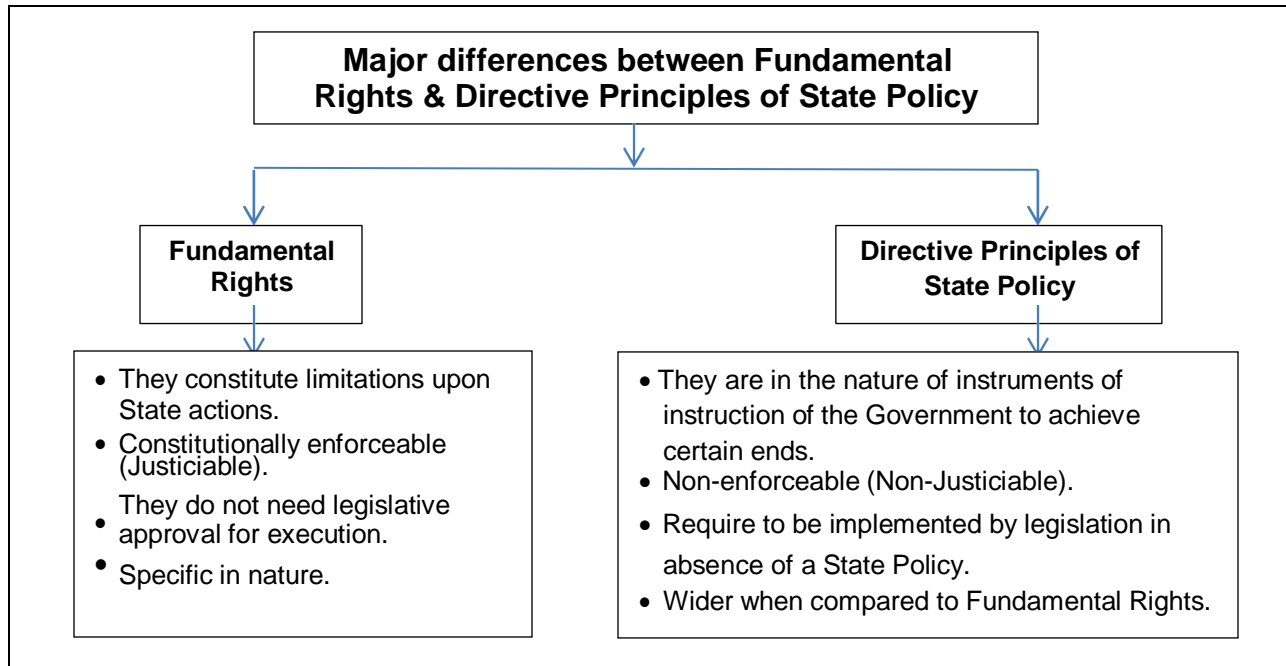 Major differences between Fundamental
Rights & Directive Principles of State Policy
Fundamental
Rights
• They constitute limitations upon
State actions.
• Constitutionally enforceable
(Justiciable).
• They do not need legislative
approval for execution.
• Specific in nature.
Directive Principles of
State Policy
• They are in the nature of instruments of
instruction of the Government to achieve
certain ends.
• Non-enforceable (Non-Justiciable).
• Require to be implemented by legislation in
absence of a State Policy.
• Wider when compared to Fundamental Rights.